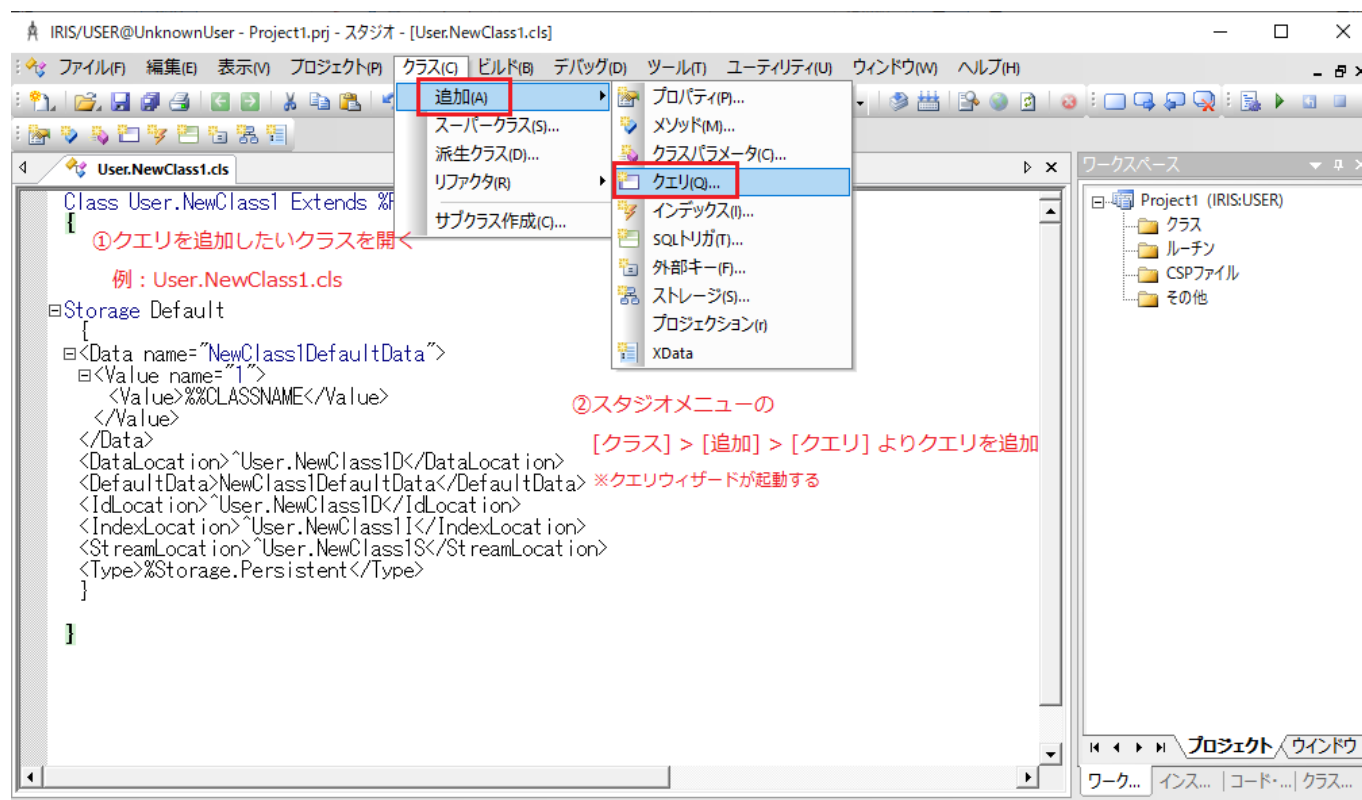 IRIS/USER@UnknownUser - Project1.prj - スタジオ - [User.NewClass1.cls]
ファイル(F) 編集(E) 表示(V) プロジェクト(P) クラス(C) ビルド(B) デバッグ(D) ツール(T) ユーティリティ(U) ウィンドウ(W) ヘルプ(H)
追加(A)
スーパークラス(S)...
派生クラス(D)...
リファクタ(R)
サブクラス作成(C)...
プロパティ(P)...
メソッド(M)...
クラスパラメータ(C)...
クエリ(Q)...
インデックス(I)...
SQLトリガ(T)...
外部キー(F)...
ストレージ(S)...
プロジェクション(r)
XData
User.NewClass1.cls
Class User.NewClass1 Extends
{
①クエリを追加したいクラスを開く
例：User.NewClass1.cls
Storage Default
{
<Data name="NewClass1DefaultData">
<Value name="1">
<Value>%%CLASSNAME</Value>
</Value>
</Data>
<DataLocation>^User.NewClass1D</DataLocation>
<DefaultData>NewClass1DefaultData</DefaultData>
<IdLocation>^User.NewClass1D</IdLocation>
<IndexLocation>^User.NewClass1I</IndexLocation>
<StreamLocation>^User.NewClass1S</StreamLocation>
<Type>%Storage.Persistent</Type>
}
}
②スタジオメニューの
[クラス] > [追加] > [クエリ] よりクエリを追加
※クエリウィザードが起動する
ワークスペース
Project1 (IRIS:USER)
クラス
ルーチン
CSPファイル
その他
プロジェクト ウインドウ
ワーク... インス... コード・... クラス...